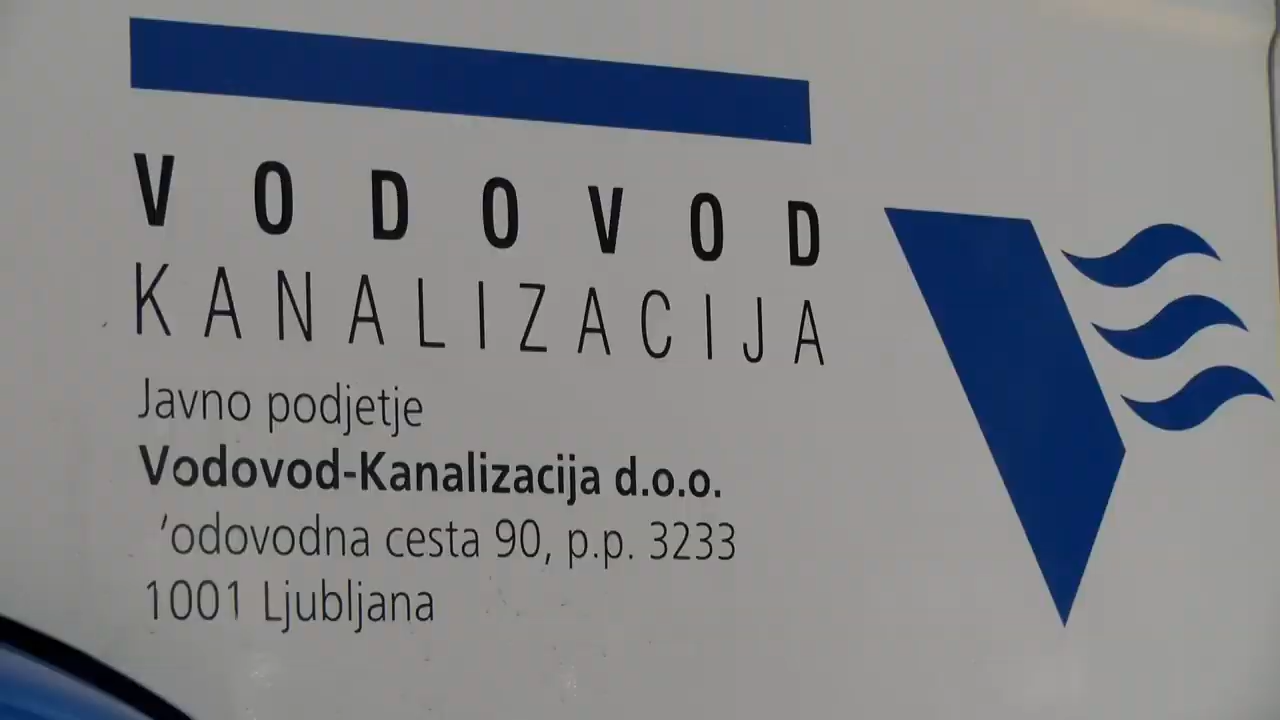 VODOVOD
KANALIZACIJA
Javno podjetje
Vodovod-Kanalizacija d.o.o.
'odovodna cesta 90, p.p. 3233
1001 Ljubljana